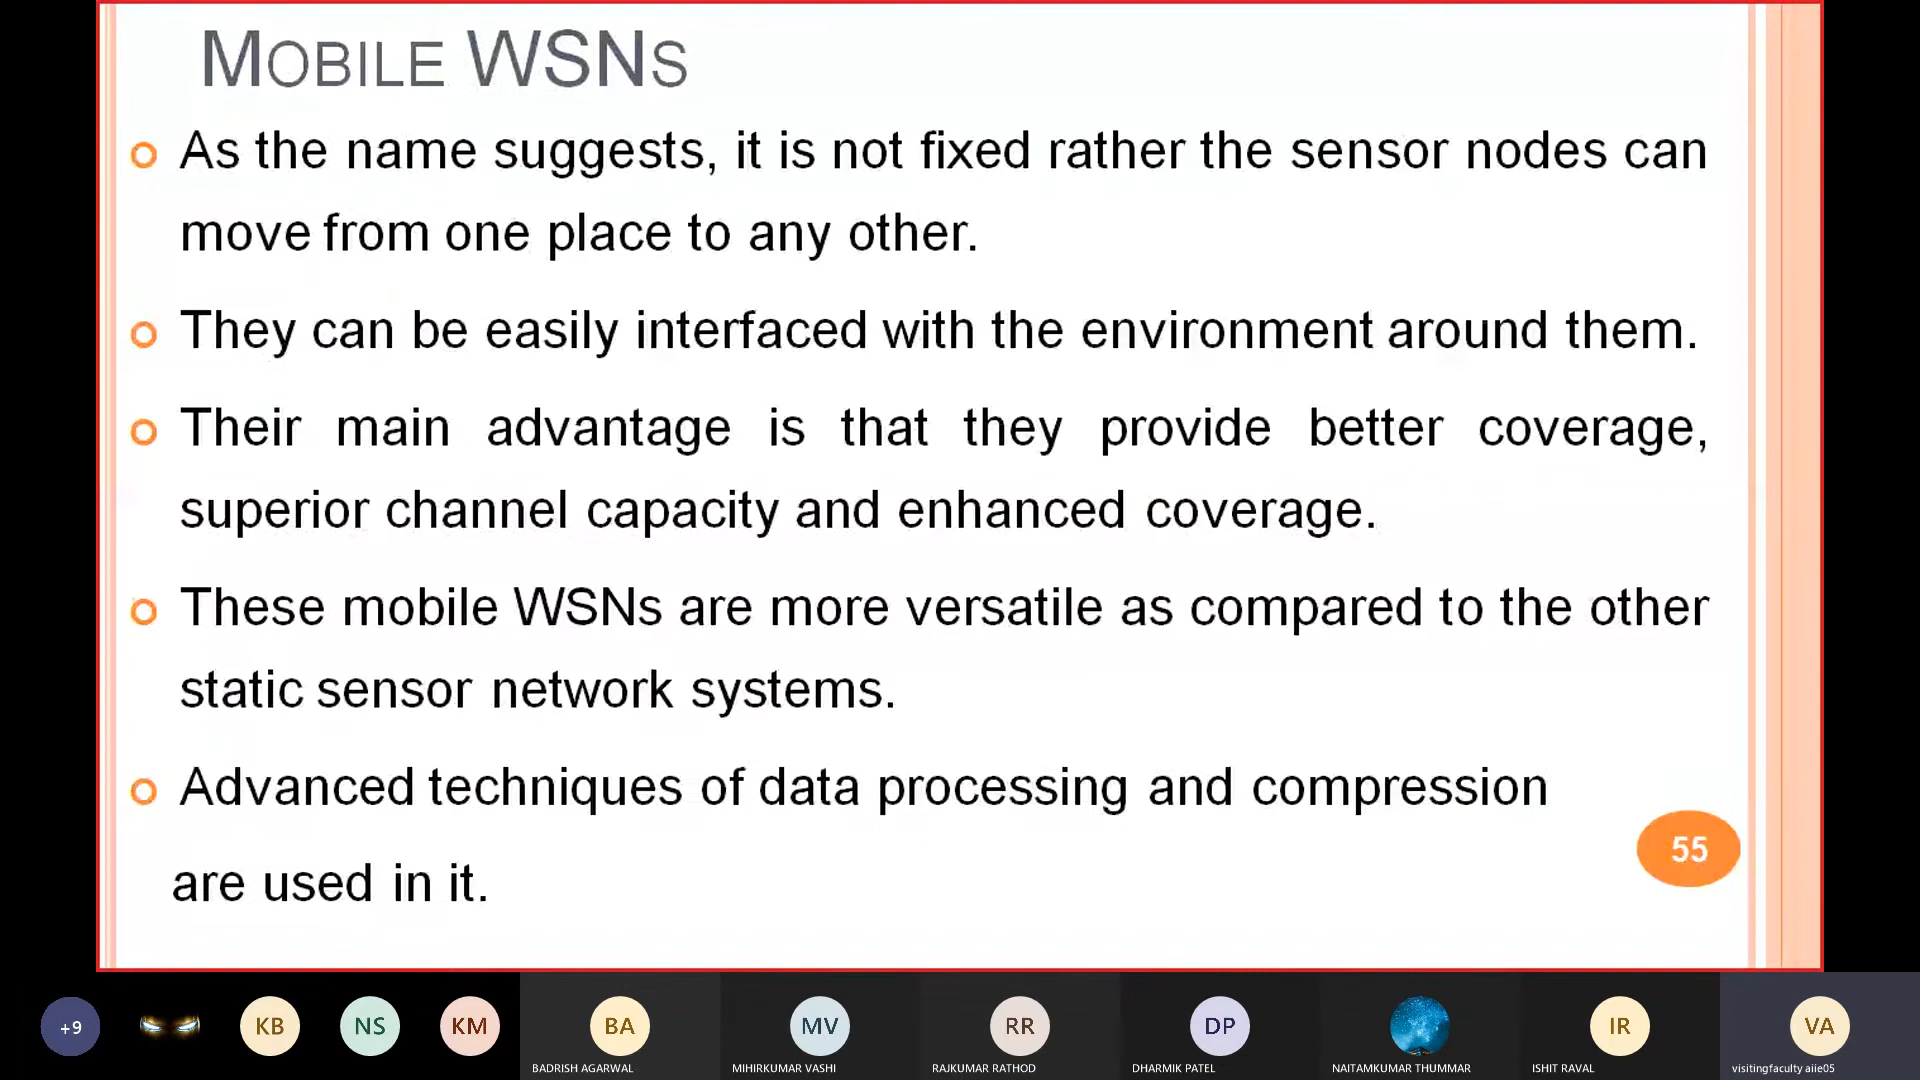 MOBILE WSNS
As the name suggests, it is not fixed rather the sensor nodes can
move from one place to any other.
They can be easily interfaced with the environment around them.
Their main advantage is that they provide better coverage,
superior channel capacity and enhanced coverage.
These mobile WSNs are more versatile as compared to the other
static sensor network systems.
Advanced techniques of data processing and compression
are used in it.
55
+9 KB NS KM BA MV RR DP IR VA
BADRISH AGARWAL MIHIRKUMAR VASHI RAJKUMAR RATHOD DHARMIK PATEL NAITAMKUMAR THUMMAR ISHIT RAVAL visitingfaculty aiie05